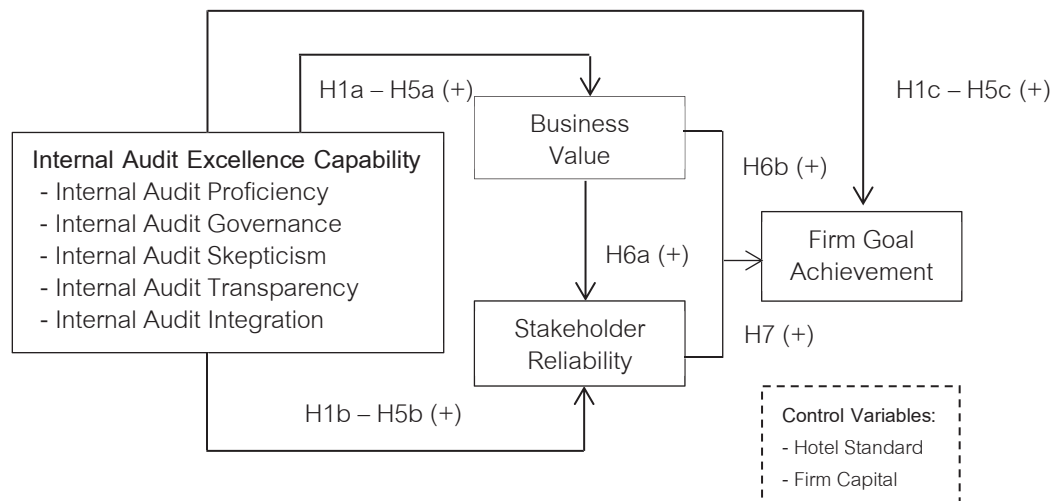 H1a – H5a (+)
H1c – H5c (+)
Business
Value
Internal Audit Excellence Capability
- Internal Audit Proficiency
- Internal Audit Governance
- Internal Audit Skepticism
- Internal Audit Transparency
- Internal Audit Integration
H6b (+)
Firm Goal
Achievement
H6a (+)
Stakeholder
Reliability
H7 (+)
H1b – H5b (+)
Control Variables:
- Hotel Standard
- Firm Capital